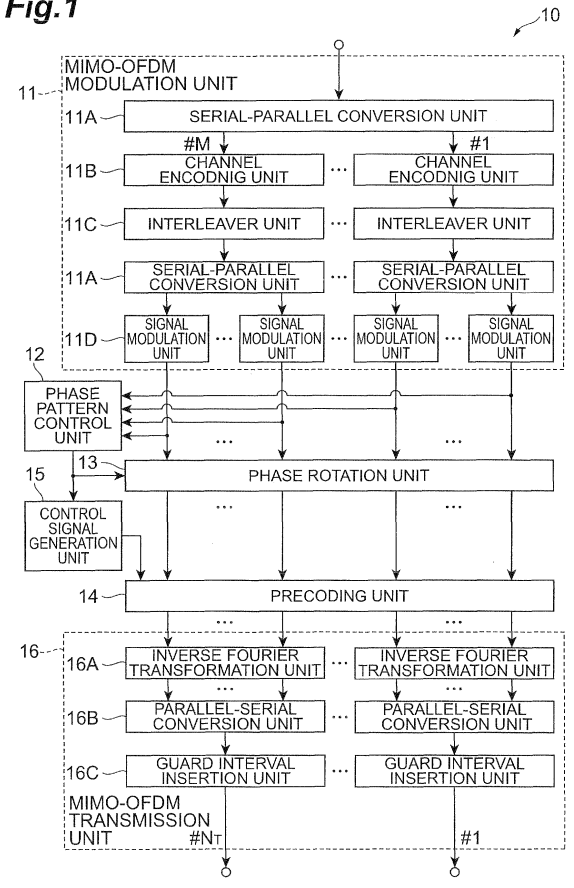 Fig.1
10
MIMO-OFDM
MODULATION UNIT
11
11A
SERIAL-PARALLEL CONVERSION UNIT
#M
#1
11B
CHANNEL
ENCODNIG UNIT
...
CHANNEL
ENCODNIG UNIT
11C
INTERLEAVER UNIT
...
INTERLEAVER UNIT
11A
SERIAL-PARALLEL
CONVERSION UNIT
...
SERIAL-PARALLEL
CONVERSION UNIT
11D
SIGNAL
MODULATION
UNIT
...
SIGNAL
MODULATION
UNIT
...
SIGNAL
MODULATION
UNIT
...
SIGNAL
MODULATION
UNIT
12
PHASE
PATTERN
CONTROL
UNIT
...
...
13
PHASE ROTATION UNIT
15
CONTROL
SIGNAL
GENERATION
UNIT
...
...
14
PRECODING UNIT
...
...
16
16A
INVERSE FOURIER
TRANSFORMATION UNIT
...
INVERSE FOURIER
TRANSFORMATION UNIT
...
...
16B
PARALLEL-SERIAL
CONVERSION UNIT
...
PARALLEL-SERIAL
CONVERSION UNIT
16C
GUARD INTERVAL
INSERTION UNIT
...
GUARD INTERVAL
INSERTION UNIT
MIMO-OFDM
TRANSMISSION
UNIT
#NT
#1